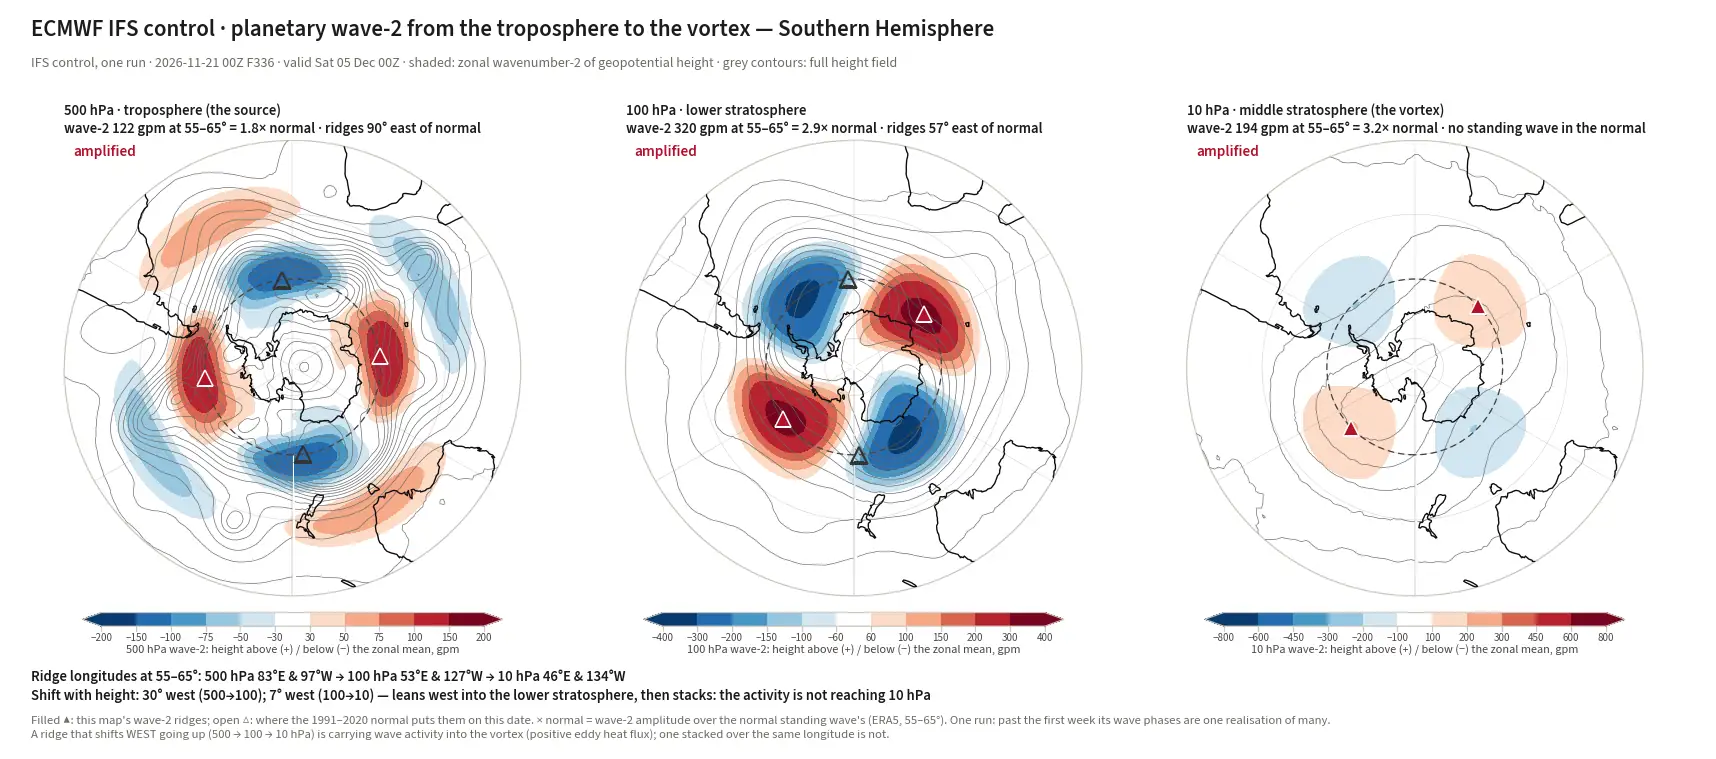 ECMWF IFS control · planetary wave-2 from the troposphere to the vortex — Southern Hemisphere
IFS control, one run · 2026-11-21 00Z F336 · valid Sat 05 Dec 00Z · shaded: zonal wavenumber-2 of geopotential height · grey contours: full height field
500 hPa · troposphere (the source)
wave-2 122 gpm at 55–65° = 1.8× normal · ridges 90° east of normal
amplified
100 hPa · lower stratosphere
wave-2 320 gpm at 55–65° = 2.9× normal · ridges 57° east of normal
amplified
10 hPa · middle stratosphere (the vortex)
wave-2 194 gpm at 55–65° = 3.2× normal · no standing wave in the normal
amplified
−200 −150 −100 −75 −50 −30 30 50 75 100 150 200
500 hPa wave-2: height above (+) / below (−) the zonal mean, gpm
−400 −300 −200 −150 −100 −60 60 100 150 200 300 400
100 hPa wave-2: height above (+) / below (−) the zonal mean, gpm
−800 −600 −450 −300 −200 −100 100 200 300 450 600 800
10 hPa wave-2: height above (+) / below (−) the zonal mean, gpm
Ridge longitudes at 55–65°: 500 hPa 83°E & 97°W → 100 hPa 53°E & 127°W → 10 hPa 46°E & 134°W
Shift with height: 30° west (500→100); 7° west (100→10) — leans west into the lower stratosphere, then stacks: the activity is not reaching 10 hPa
Filled ▲: this map's wave-2 ridges; open △: where the 1991–2020 normal puts them on this date. × normal = wave-2 amplitude over the normal standing wave's (ERA5, 55–65°). One run: past the first week its wave phases are one realisation of many.
A ridge that shifts WEST going up (500 → 100 → 10 hPa) is carrying wave activity into the vortex (positive eddy heat flux); one stacked over the same longitude is not.